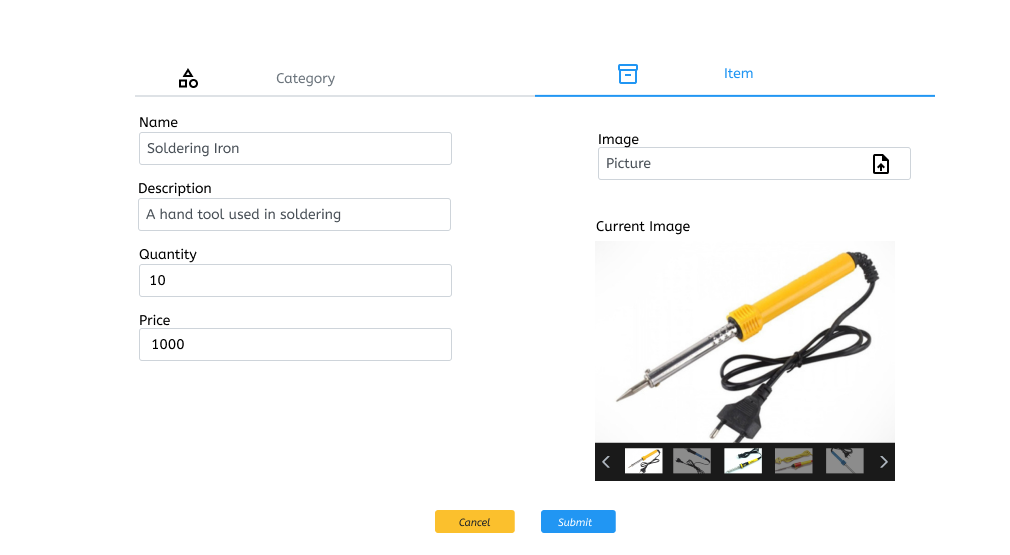 Category
Item
Name
Soldering Iron
Description
A hand tool used in soldering
Quantity
10
Price
1000
Image
Picture
Current Image
Cancel
Submit